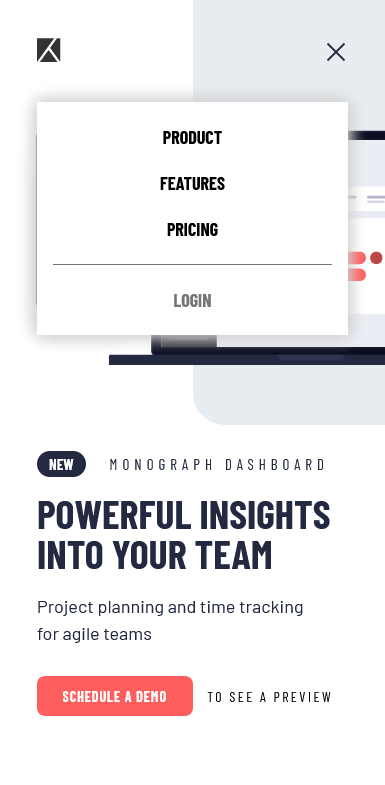 PRODUCT
FEATURES
PRICING
LOGIN
NEW MONOGRAPH DASHBOARD
POWERFUL INSIGHTS
INTO YOUR TEAM
Project planning and time tracking
for agile teams
SCHEDULE A DEMO TO SEE A PREVIEW